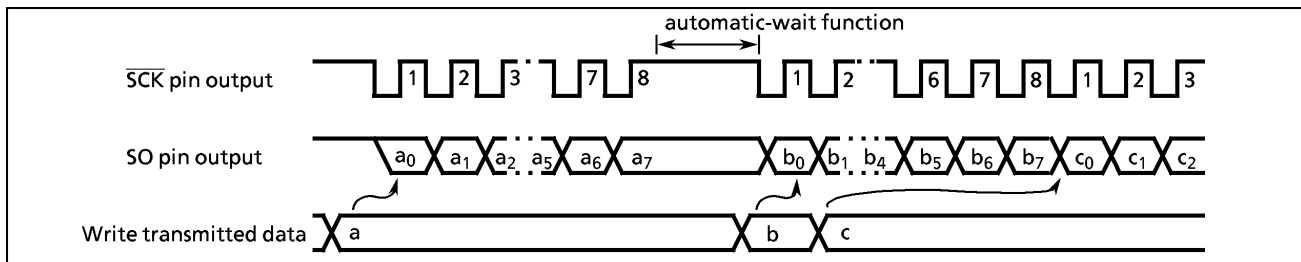 automatic-wait function
SCK pin output 1 2 3 7 8 1 2 6 7 8 1 2 3
SO pin output a0 a1 a2 a5 a6 a7 b0 b1 b4 b5 b6 b7 c0 c1 c2
Write transmitted data a b c